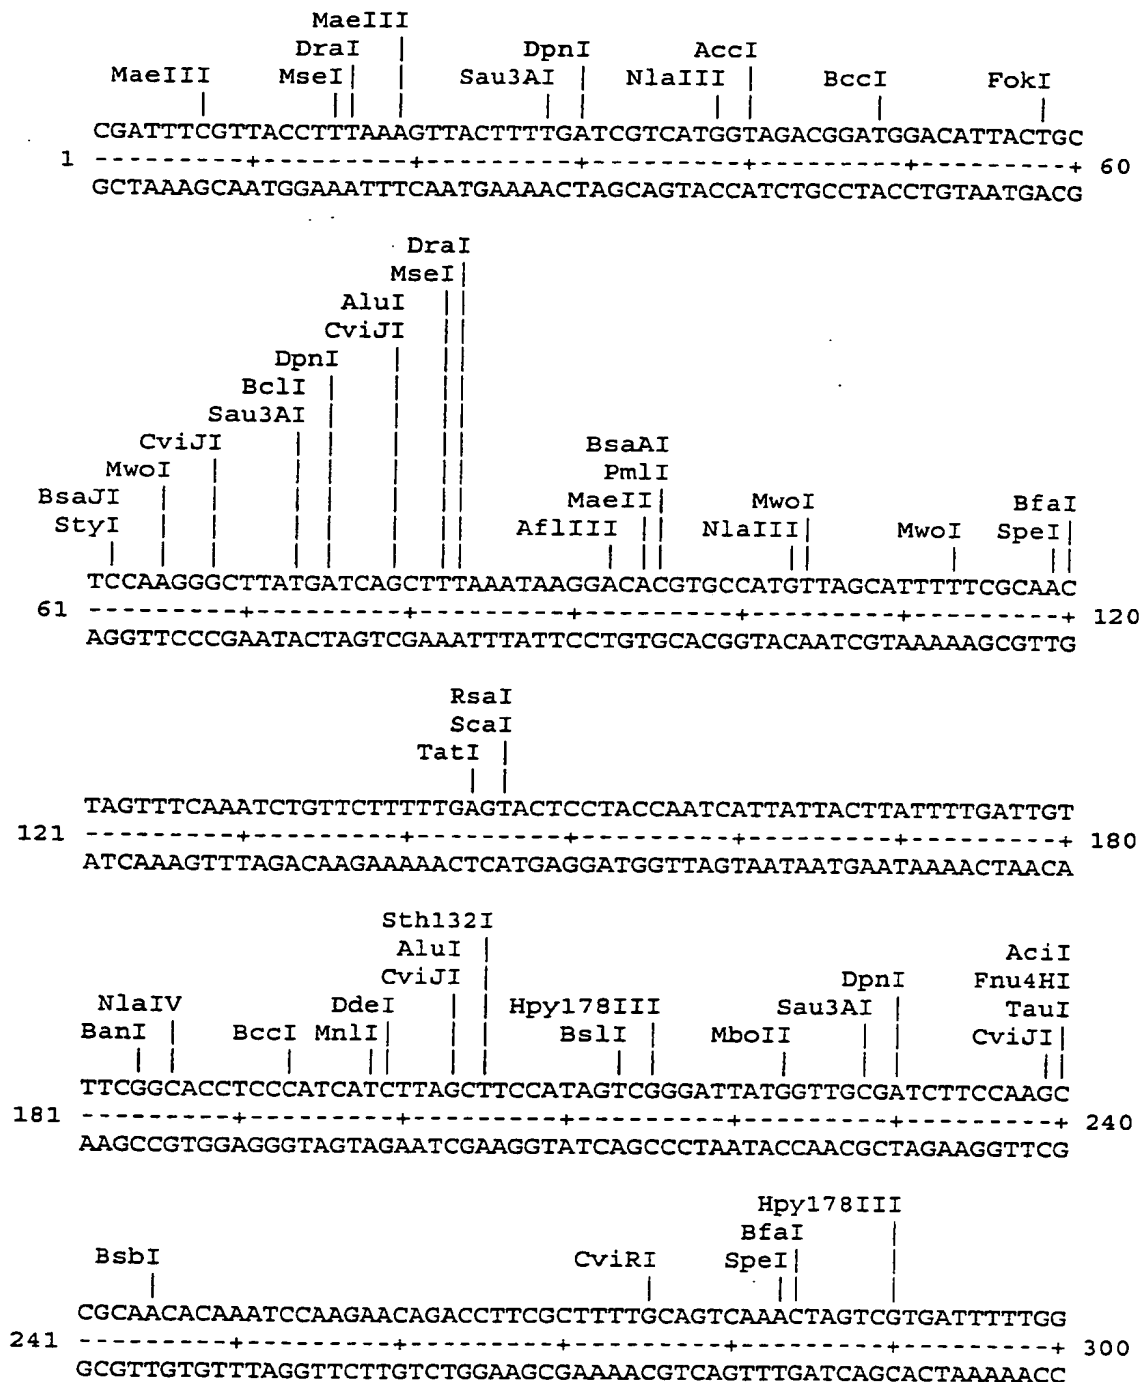 MaeIII
DraI DpnI AccI
MaeIII MseI Sau3AI NlaIII BccI FokI
CGATTTCGTTACCTTTAAAGTTACTTTTGATCGTCATGGTAGACGGATGGACATTACTGC
1 ---------+---------+---------+---------+---------+---------+ 60
GCTAAAGCAATGGAAATTTCAATGAAAACTAGCAGTACCATCTGCCTACCTGTAATGACG
DraI
MseI
AluI
CviJI
DpnI
BclI
Sau3AI
CviJI BsaAI
MwoI PmlI
BsaJI MaeII MwoI BfaI
StyI AflIII NlaIII MwoI SpeI
TCCAAGGGCTTATGATCAGCTTTAAATAAGGACACGTGCCATGTTAGCATTTTTCGCAAC
61 ---------+---------+---------+---------+---------+---------+ 120
AGGTTCCCGAATACTAGTCGAAATTTATTCCTGTGCACGGTACAATCGTAAAAAGCGTTG
RsaI
ScaI
TatI
TAGTTTCAAATCTGTTCTTTTTGAGTACTCCTACCAATCATTATTACTTATTTTGATTGT
121 ---------+---------+---------+---------+---------+---------+ 180
ATCAAAGTTTAGACAAGAAAAACTCATGAGGATGGTTAGTAATAATGAATAAAACTAACA
Sth132I
AluI AciI
CviJI DpnI Fnu4HI
NlaIV DdeI Hpy178III Sau3AI TauI
BanI BccI MnlI BslI MboII CviJI
TTCGGCACCTCCCATCATCTTAGCTTCCATAGTCGGGATTATGGTTGCGATCTTCCAAGC
181 ---------+---------+---------+---------+---------+---------+ 240
AAGCCGTGGAGGGTAGTAGAATCGAAGGTATCAGCCCTAATACCAACGCTAGAAGGTTCG
Hpy178III
BfaI
BsbI CviRI SpeI
CGCAACACAAATCCAAGAACAGACCTTCGCTTTTGCAGTCAAACTAGTCGTGATTTTTGG
241 ---------+---------+---------+---------+---------+---------+ 300
GCGTTGTGTTTAGGTTCTTGTCTGGAAGCGAAAACGTCAGTTTGATCAGCACTAAAAACC